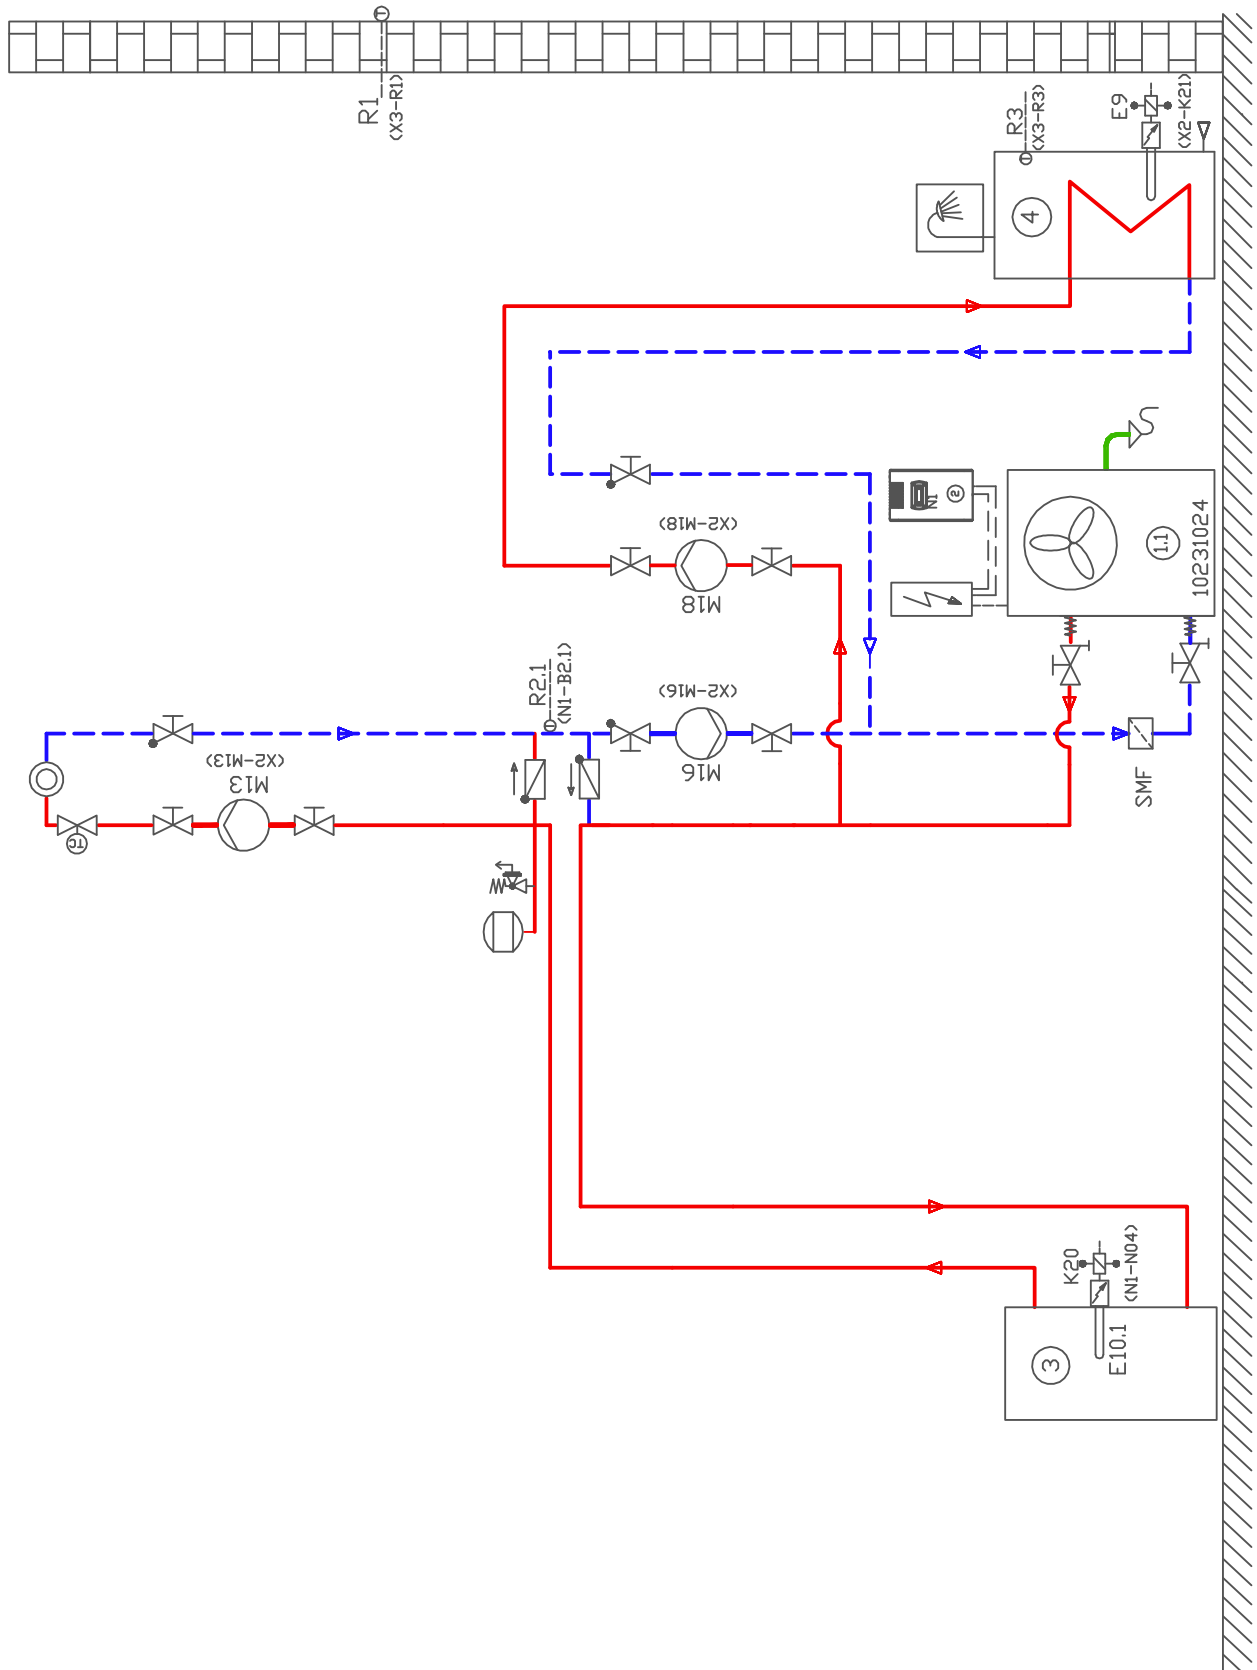 R1
(X3-R1)
R3
(X3-R3)
E9
(X2-K21)
4
N1
2
1.1
10231024
(X2-M18)
M18
R2.1
(N1-B2.1)
(X2-M16)
M16
(X2-M13)
M13
TC
SMF
K20
(N1-N04)
E10.1
3